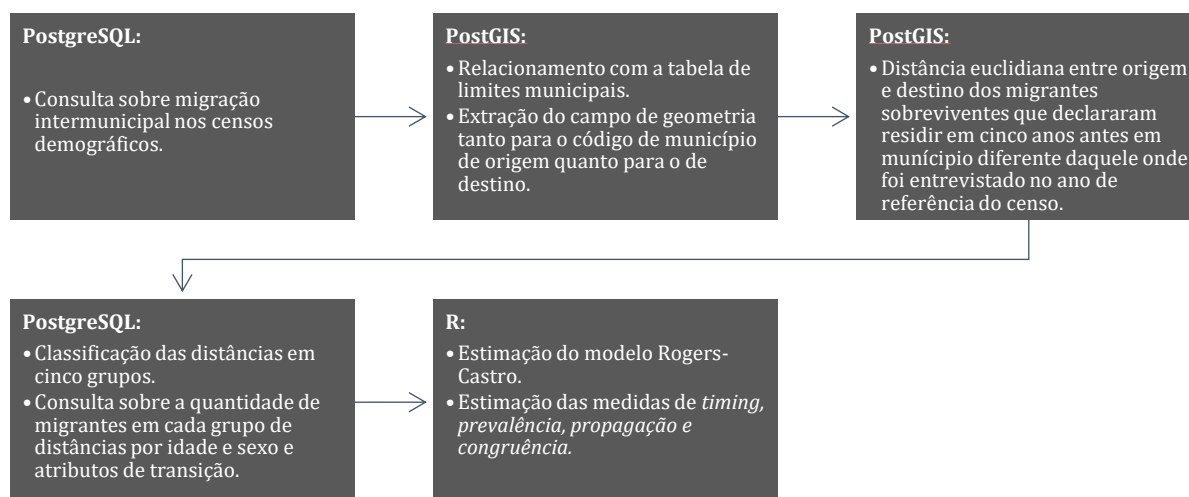 PostgreSQL:
• Consulta sobre migração
intermunicipal nos censos
demográficos.
PostGIS:
• Relacionamento com a tabela de
limites municipais.
• Extração do campo de geometria
tanto para o código de município
de origem quanto para o de
destino.
PostGIS:
• Distância euclidiana entre origem
e destino dos migrantes
sobreviventes que declararam
residir em cinco anos antes em
munícipio diferente daquele onde
foi entrevistado no ano de
referência do censo.
PostgreSQL:
• Classificação das distâncias em
cinco grupos.
• Consulta sobre a quantidade de
migrantes em cada grupo de
distâncias por idade e sexo e
atributos de transição.
R:
• Estimação do modelo Rogers-
Castro.
• Estimação das medidas de timing,
prevalência, propagação e
congruência.